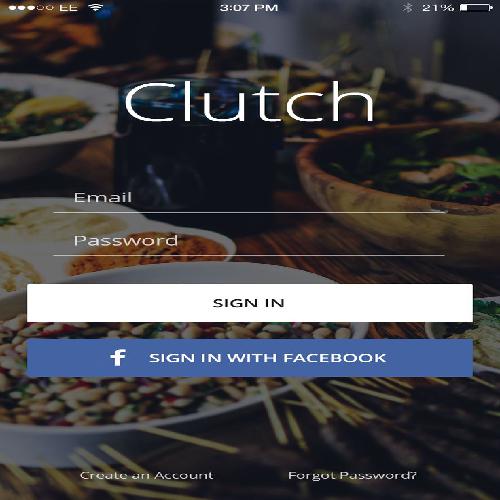 EE 3:07 PM 21%
Clutch
Email
Password
SIGN IN
f SIGN IN WITH FACEBOOK
Create an Account Forgot Password?